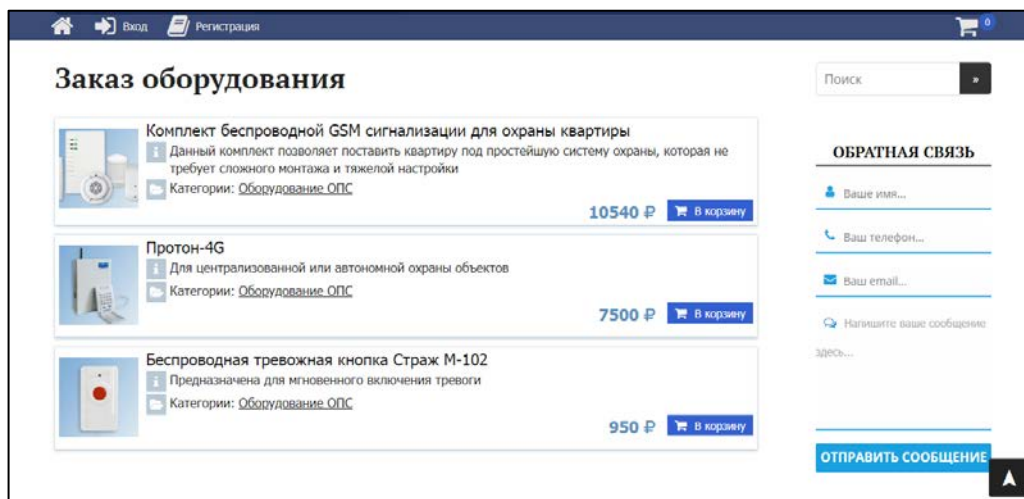 Вход Регистрация 0
Заказ оборудования
Комплект беспроводной GSM сигнализации для охраны квартиры
Данный комплект позволяет поставить квартиру под простейшую систему охраны, которая не
требует сложного монтажа и тяжелой настройки
Категории: Оборудование ОПС
10540 ₽ В корзину
Протон-4G
Для централизованной или автономной охраны объектов
Категории: Оборудование ОПС
7500 ₽ В корзину
Беспроводная тревожная кнопка Страж М-102
Предназначена для мгновенного включения тревоги
Категории: Оборудование ОПС
950 ₽ В корзину
Поиск »
ОБРАТНАЯ СВЯЗЬ
Ваше имя...
Ваш телефон...
Ваш email...
Напишите ваше сообщение
здесь...
ОТПРАВИТЬ СООБЩЕНИЕ